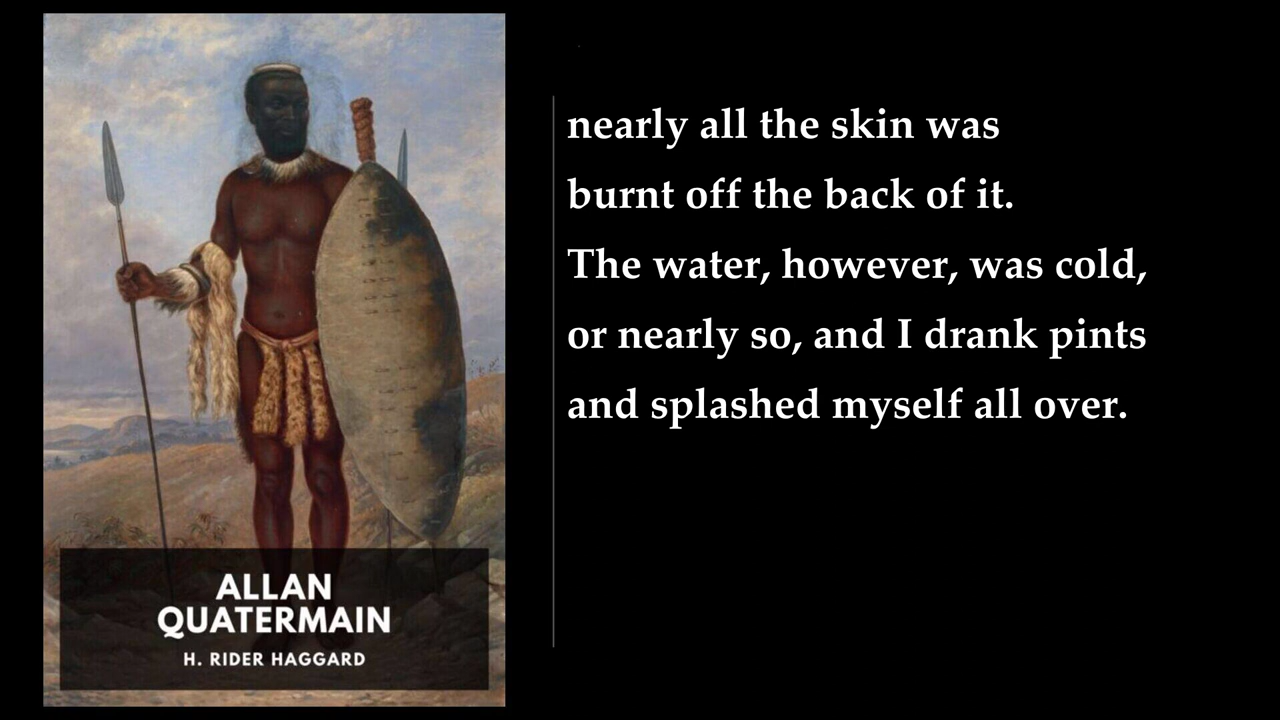 nearly all the skin was
burnt off the back of it.
The water, however, was cold,
or nearly so, and I drank pints
and splashed myself all over.
ALLAN
QUATERMAIN
H. RIDER HAGGARD